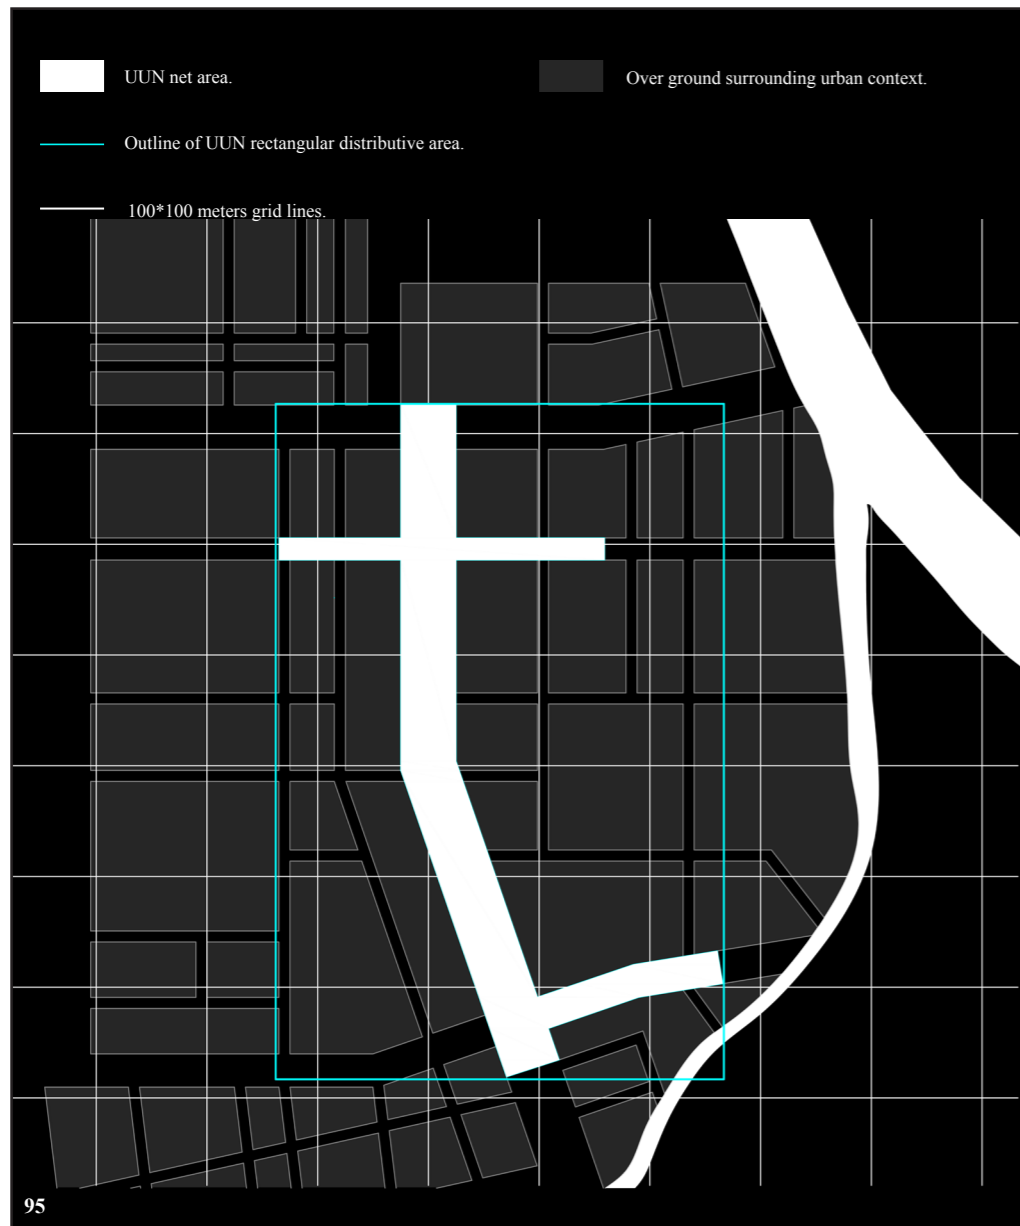 UUN net area.
Over ground surrounding urban context.
Outline of UUN rectangular distributive area.
100*100 meters grid lines.
95